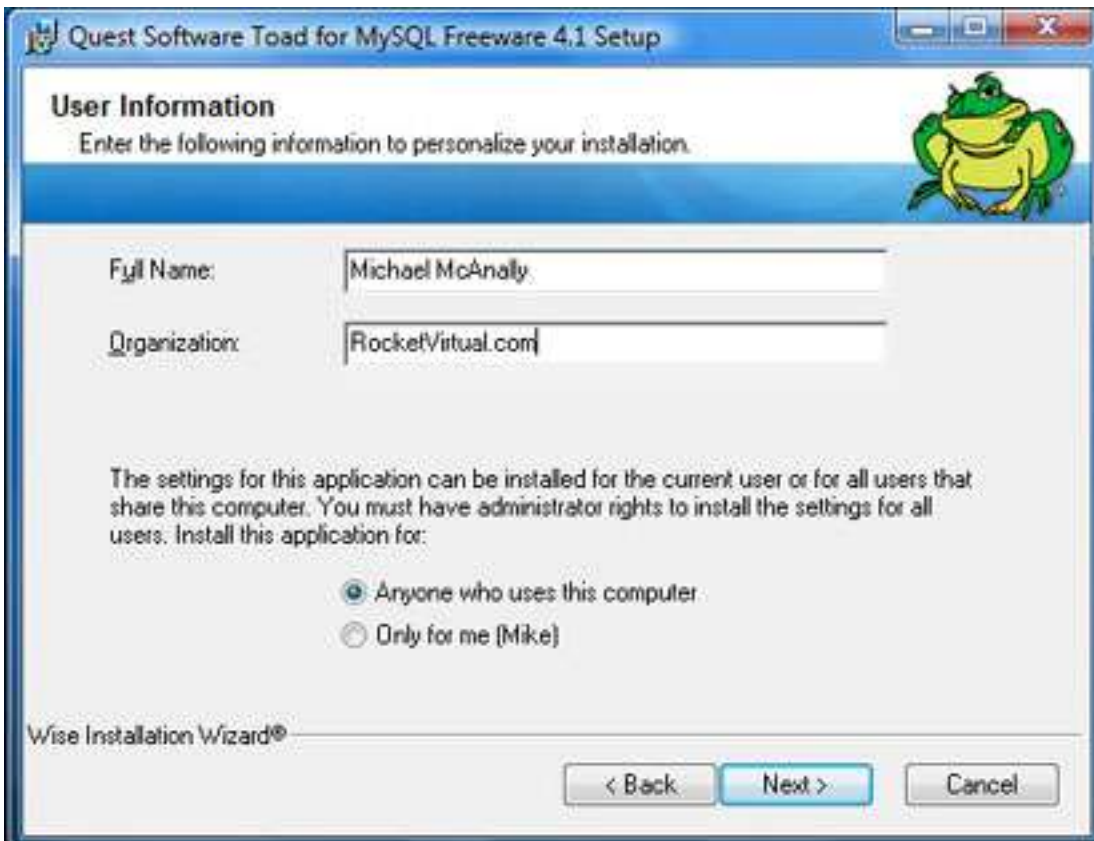 Quest Software Toad for MySQL Freeware 4.1 Setup
User Information
Enter the following information to personalize your installation.
Full Name:
Michael McAnally
Organization:
RocketVirtual.com
The settings for this application can be installed for the current user or for all users that
share this computer. You must have administrator rights to install the settings for all
users. Install this application for:
Anyone who uses this computer
Only for me (Mike)
Wise Installation Wizard®
< Back
Next >
Cancel